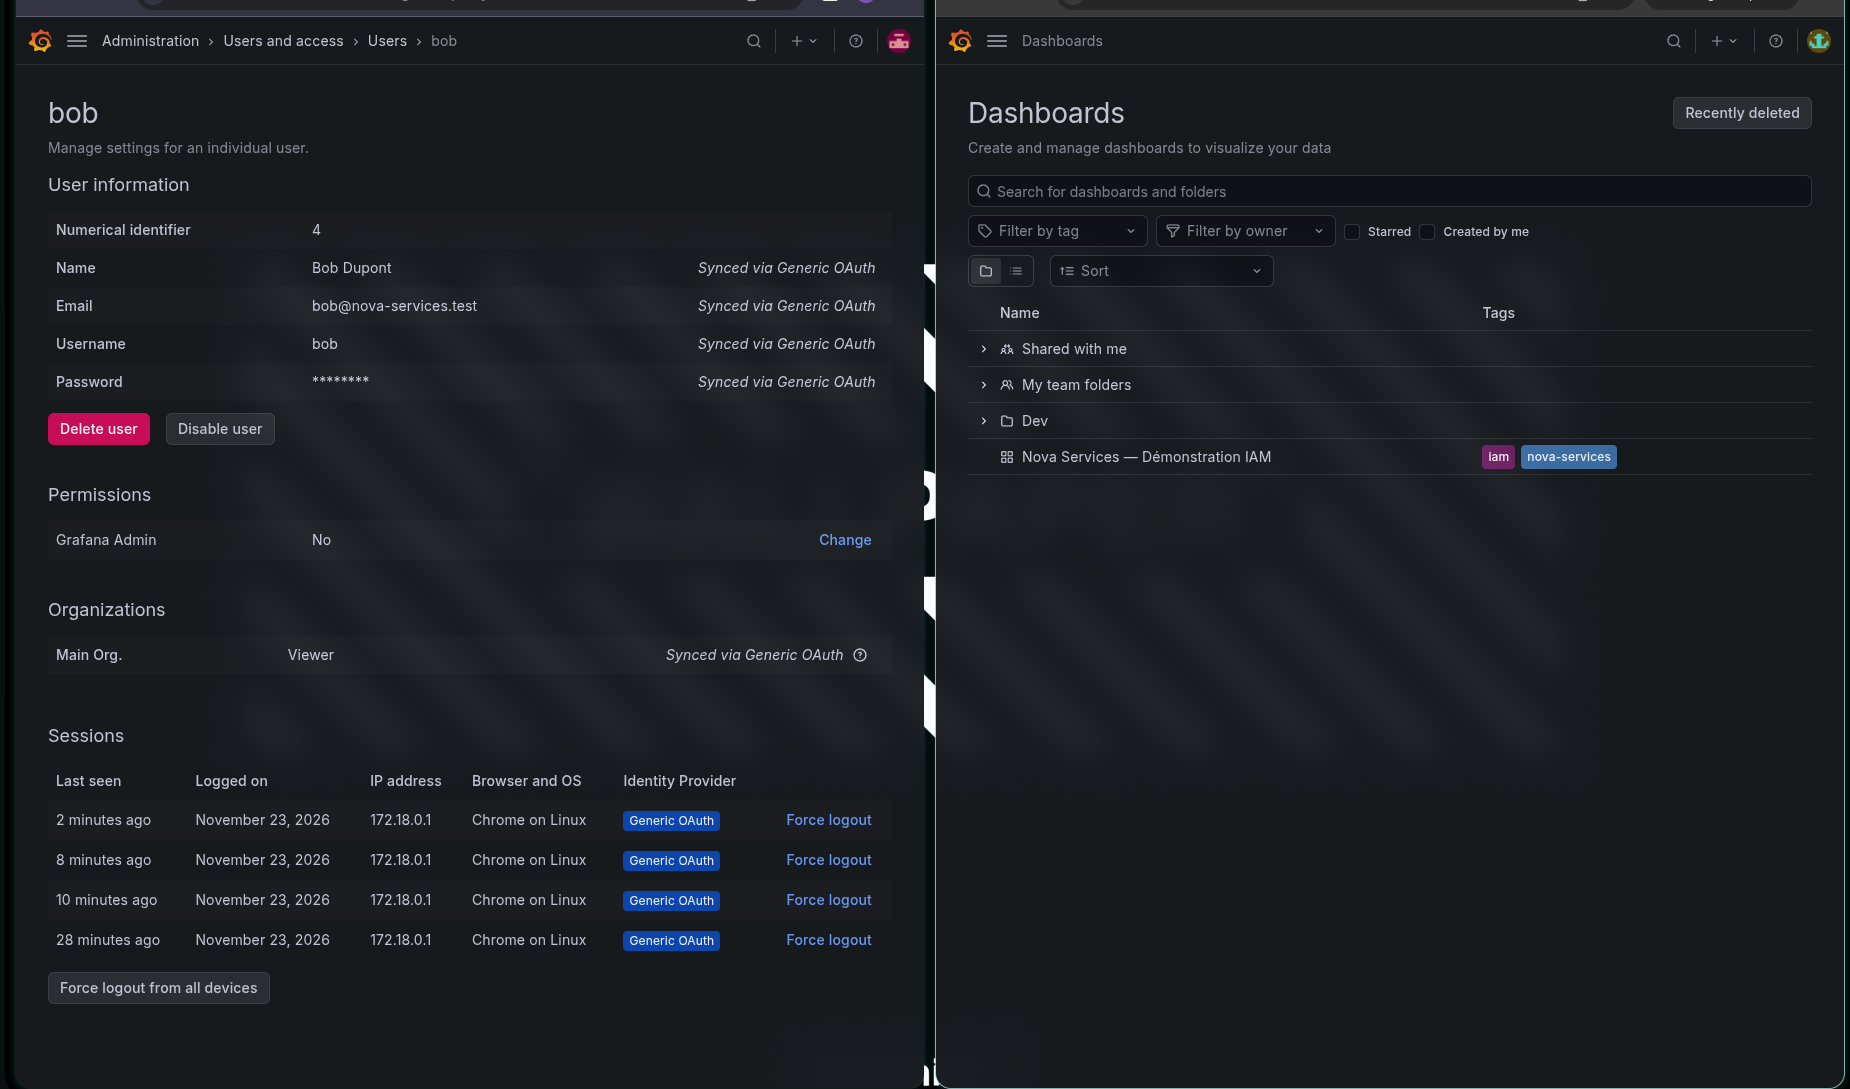 Administration › Users and access › Users › bob
bob
Manage settings for an individual user.
User information
Numerical identifier 4
Name Bob Dupont Synced via Generic OAuth
Email bob@nova-services.test Synced via Generic OAuth
Username bob Synced via Generic OAuth
Password ******** Synced via Generic OAuth
Delete user Disable user
Permissions
Grafana Admin No Change
Organizations
Main Org. Viewer Synced via Generic OAuth
Sessions
Last seen Logged on IP address Browser and OS Identity Provider
2 minutes ago November 23, 2026 172.18.0.1 Chrome on Linux Generic OAuth Force logout
8 minutes ago November 23, 2026 172.18.0.1 Chrome on Linux Generic OAuth Force logout
10 minutes ago November 23, 2026 172.18.0.1 Chrome on Linux Generic OAuth Force logout
28 minutes ago November 23, 2026 172.18.0.1 Chrome on Linux Generic OAuth Force logout
Force logout from all devices
Dashboards
Dashboards
Recently deleted
Create and manage dashboards to visualize your data
Search for dashboards and folders
Filter by tag Filter by owner Starred Created by me
Sort
Name Tags
Shared with me
My team folders
Dev
Nova Services — Démonstration IAM iam nova-services